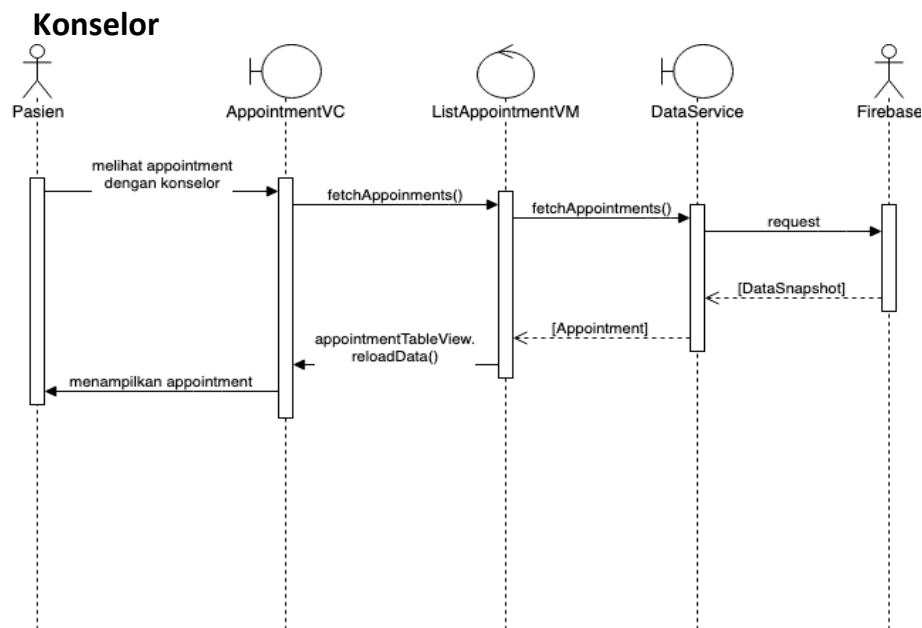 Konselor
Pasien
AppointmentVC
ListAppointmentVM
DataService
Firebase
melihat appointment
dengan konselor
fetchAppoinments()
fetchAppointments()
request
[DataSnapshot]
[Appointment]
appointmentTableView.
reloadData()
menampilkan appointment